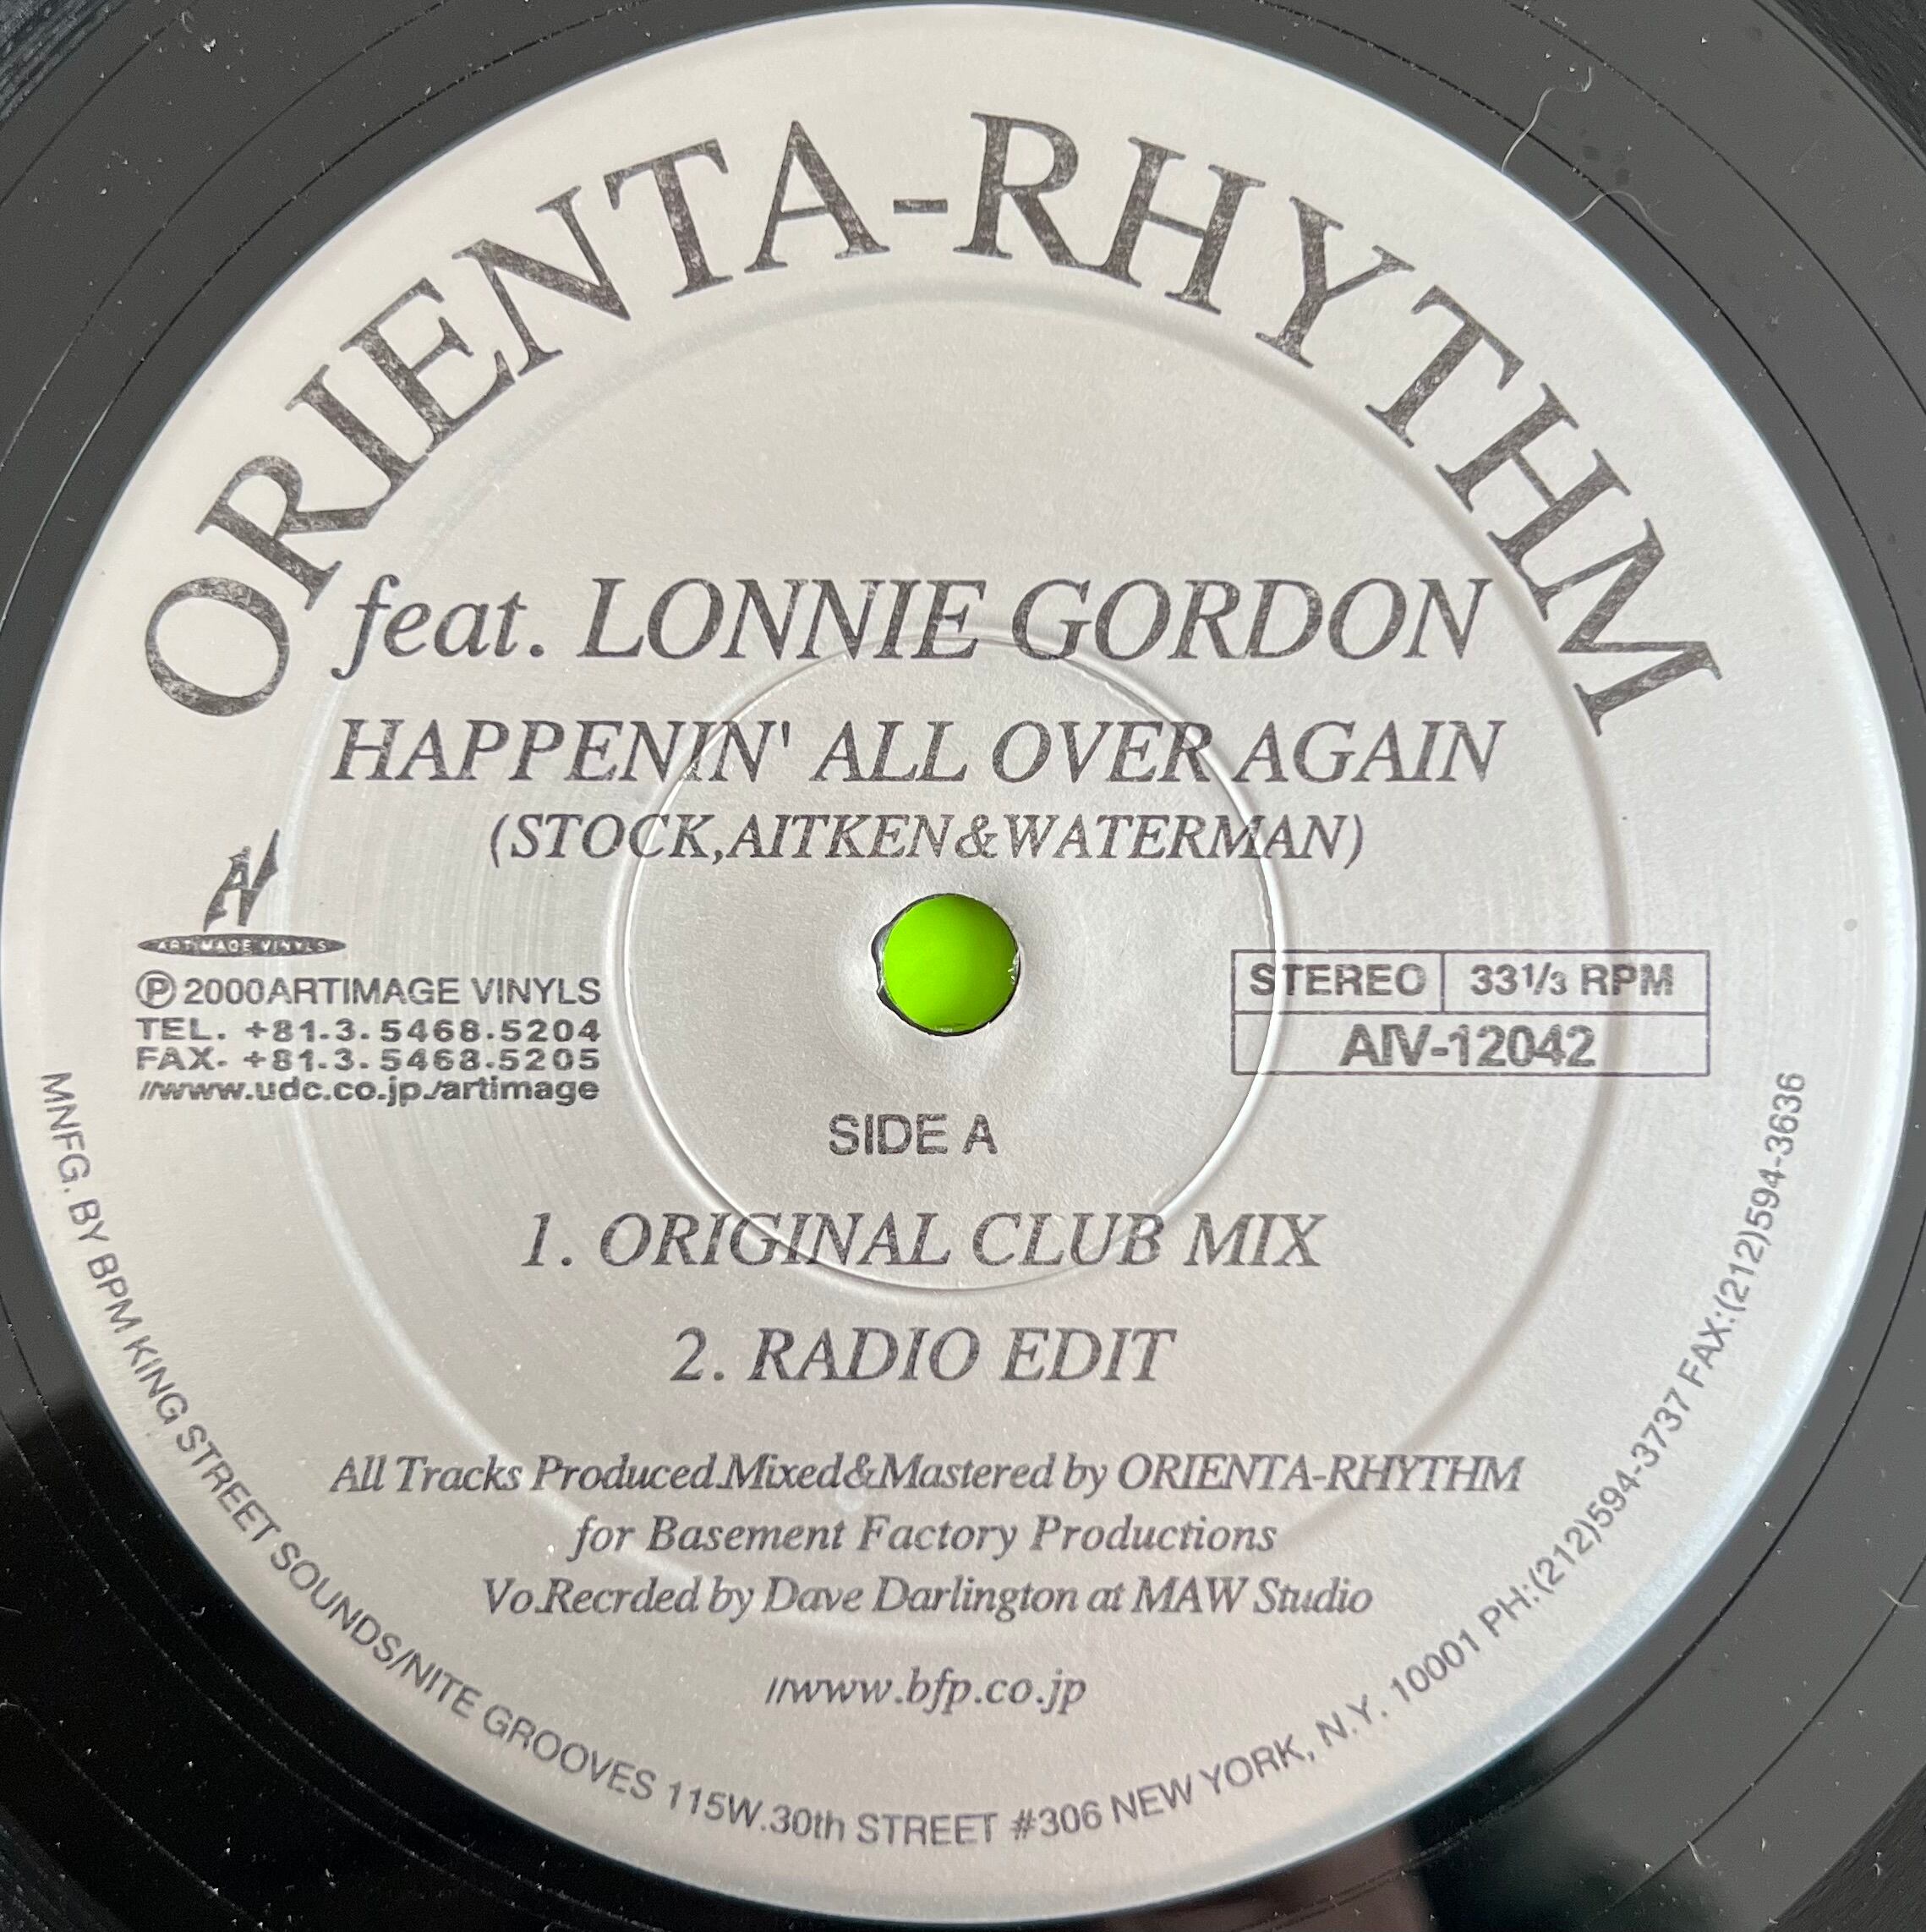 ORIENTA-RHYTHM
feat. LONNIE GORDON
HAPPENIN' ALL OVER AGAIN
(STOCK,AITKEN&WATERMAN)
ARTIMAGE VINYLS
Ⓟ 2000ARTIMAGE VINYLS
TEL. +81.3.5468.5204
FAX. +81.3.5468.5205
//www.udc.co.jp./artimage
STEREO 33 1/3 RPM
AIV-12042
SIDE A
1. ORIGINAL CLUB MIX
2. RADIO EDIT
All Tracks Produced.Mixed&Mastered by ORIENTA-RHYTHM
for Basement Factory Productions
Vo.Recrded by Dave Darlington at MAW Studio
//www.bfp.co.jp
MNFG. BY BPM KING STREET SOUNDS/NITE GROOVES 115W.30th STREET #306 NEW YORK, N.Y. 10001 PH:(212)594-3737 FAX:(212)594-3636